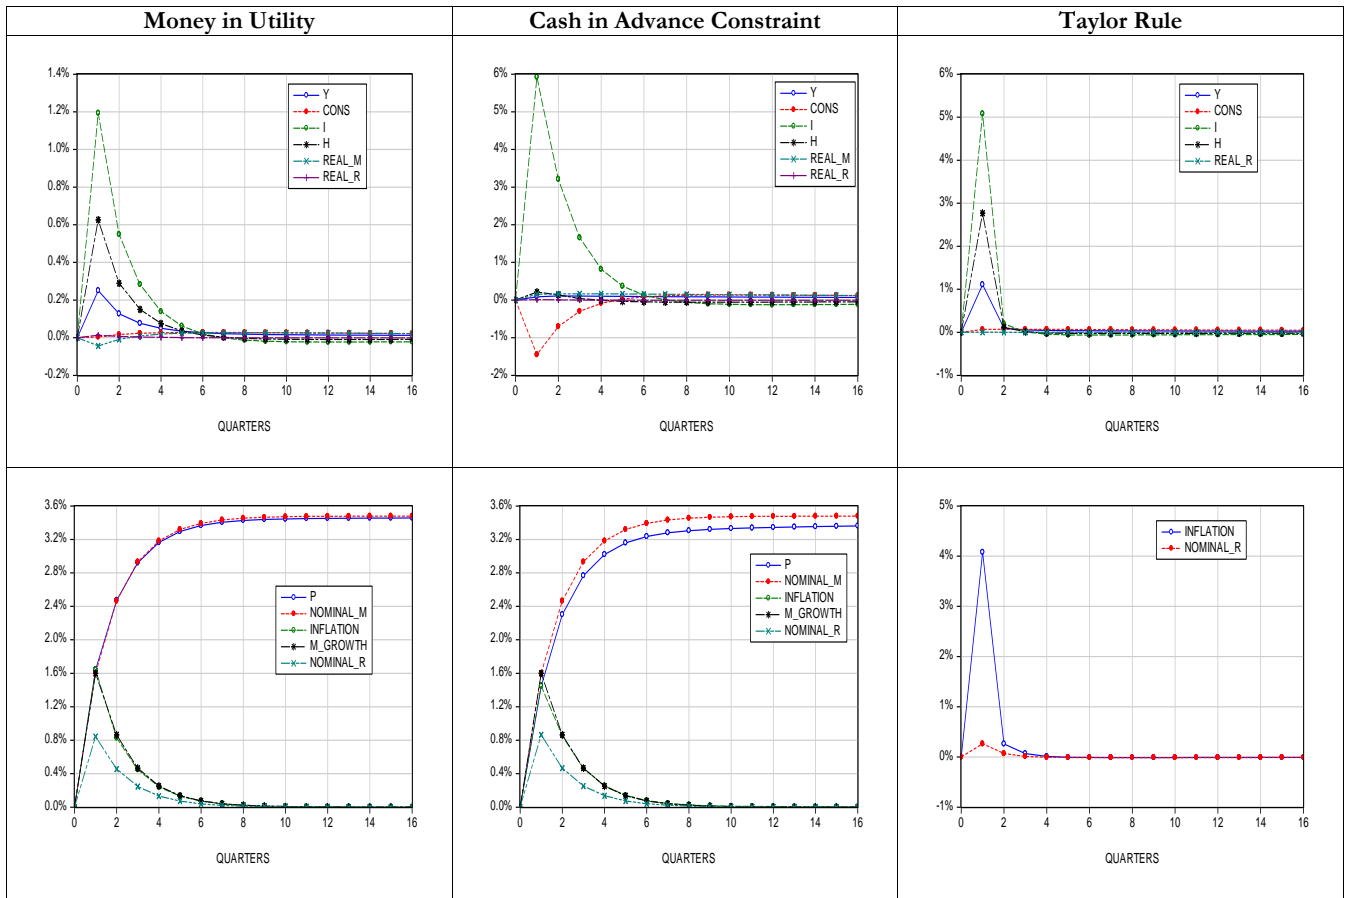 Money in Utility
Cash in Advance Constraint
Taylor Rule
1.4%
1.2%
1.0%
0.8%
0.6%
0.4%
0.2%
0.0%
-0.2%
0 2 4 6 8 10 12 14 16
QUARTERS
Y
CONS
I
H
REAL_M
REAL_R
6%
5%
4%
3%
2%
1%
0%
-1%
-2%
0 2 4 6 8 10 12 14 16
QUARTERS
Y
CONS
I
H
REAL_M
REAL_R
6%
5%
4%
3%
2%
1%
0%
-1%
0 2 4 6 8 10 12 14 16
QUARTERS
Y
CONS
I
H
REAL_R
3.6%
3.2%
2.8%
2.4%
2.0%
1.6%
1.2%
0.8%
0.4%
0.0%
0 2 4 6 8 10 12 14 16
QUARTERS
P
NOMINAL_M
INFLATION
M_GROWTH
NOMINAL_R
3.6%
3.2%
2.8%
2.4%
2.0%
1.6%
1.2%
0.8%
0.4%
0.0%
0 2 4 6 8 10 12 14 16
QUARTERS
P
NOMINAL_M
INFLATION
M_GROWTH
NOMINAL_R
5%
4%
3%
2%
1%
0%
-1%
0 2 4 6 8 10 12 14 16
QUARTERS
INFLATION
NOMINAL_R